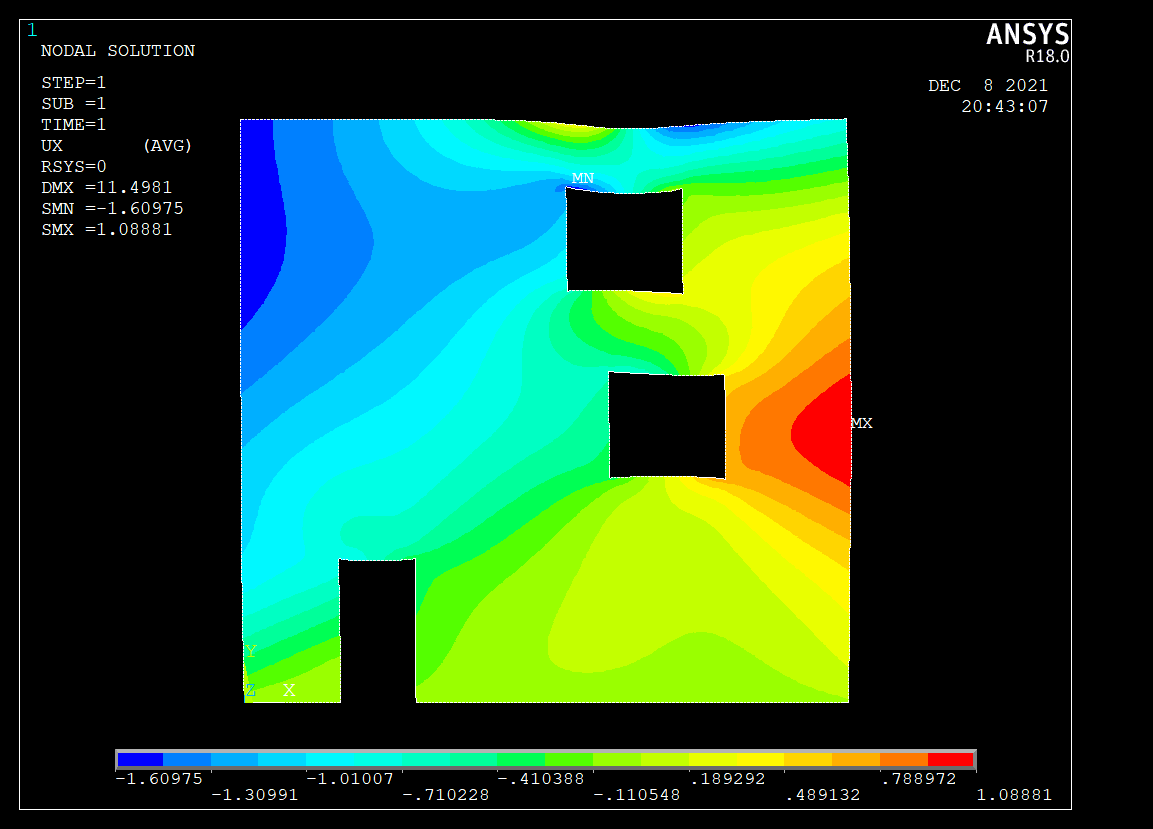 1
ANSYS
R18.0
NODAL SOLUTION
STEP=1
SUB =1
TIME=1
UX (AVG)
RSYS=0
DMX =11.4981
SMN =-1.60975
SMX =1.08881
DEC 8 2021
20:43:07
MN
MX
Y
Z X
-1.60975 -1.01007 -.410388 .189292 .788972
-1.30991 -.710228 -.110548 .489132 1.08881